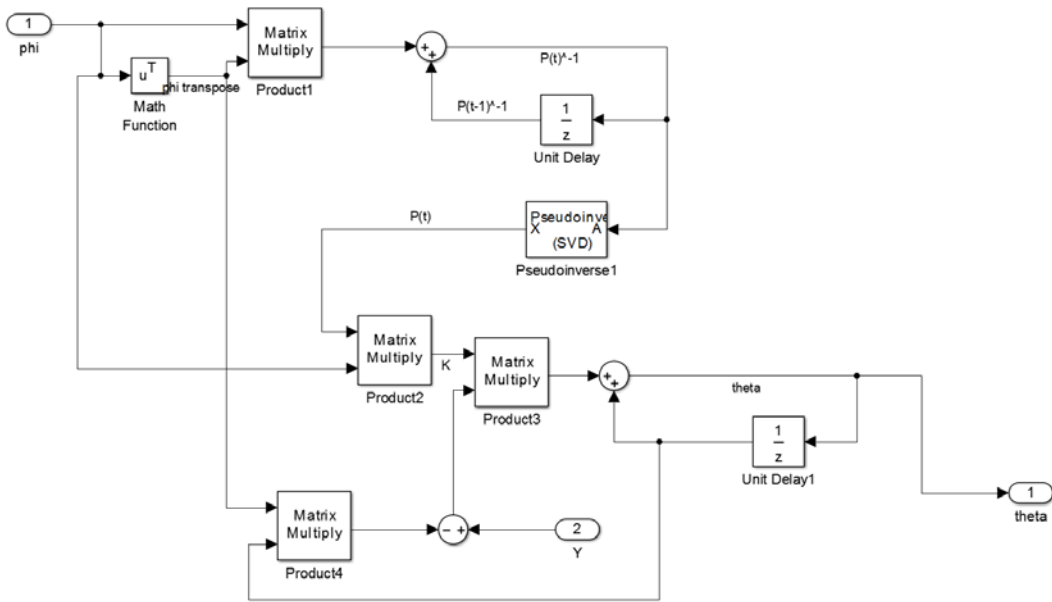 1
phi
u^T
phi transpose
Math
Function
Matrix
Multiply
Product1
+
+
P(t)^-1
P(t-1)^-1
1
z
Unit Delay
P(t)
Pseudoinve
X A
(SVD)
Pseudoinverse1
Matrix
Multiply
Product2
K
Matrix
Multiply
Product3
+
+
theta
1
z
Unit Delay1
1
theta
Matrix
Multiply
Product4
− +
2
Y